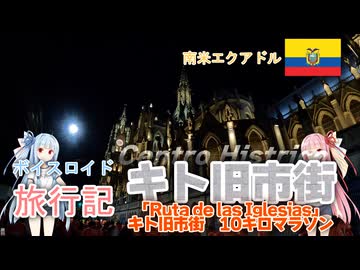 南米エクアドル
Centro Histrico
ボイスロイド
旅行記
キト旧市街
「Ruta de las Iglesias」
キト旧市街　10キロマラソン